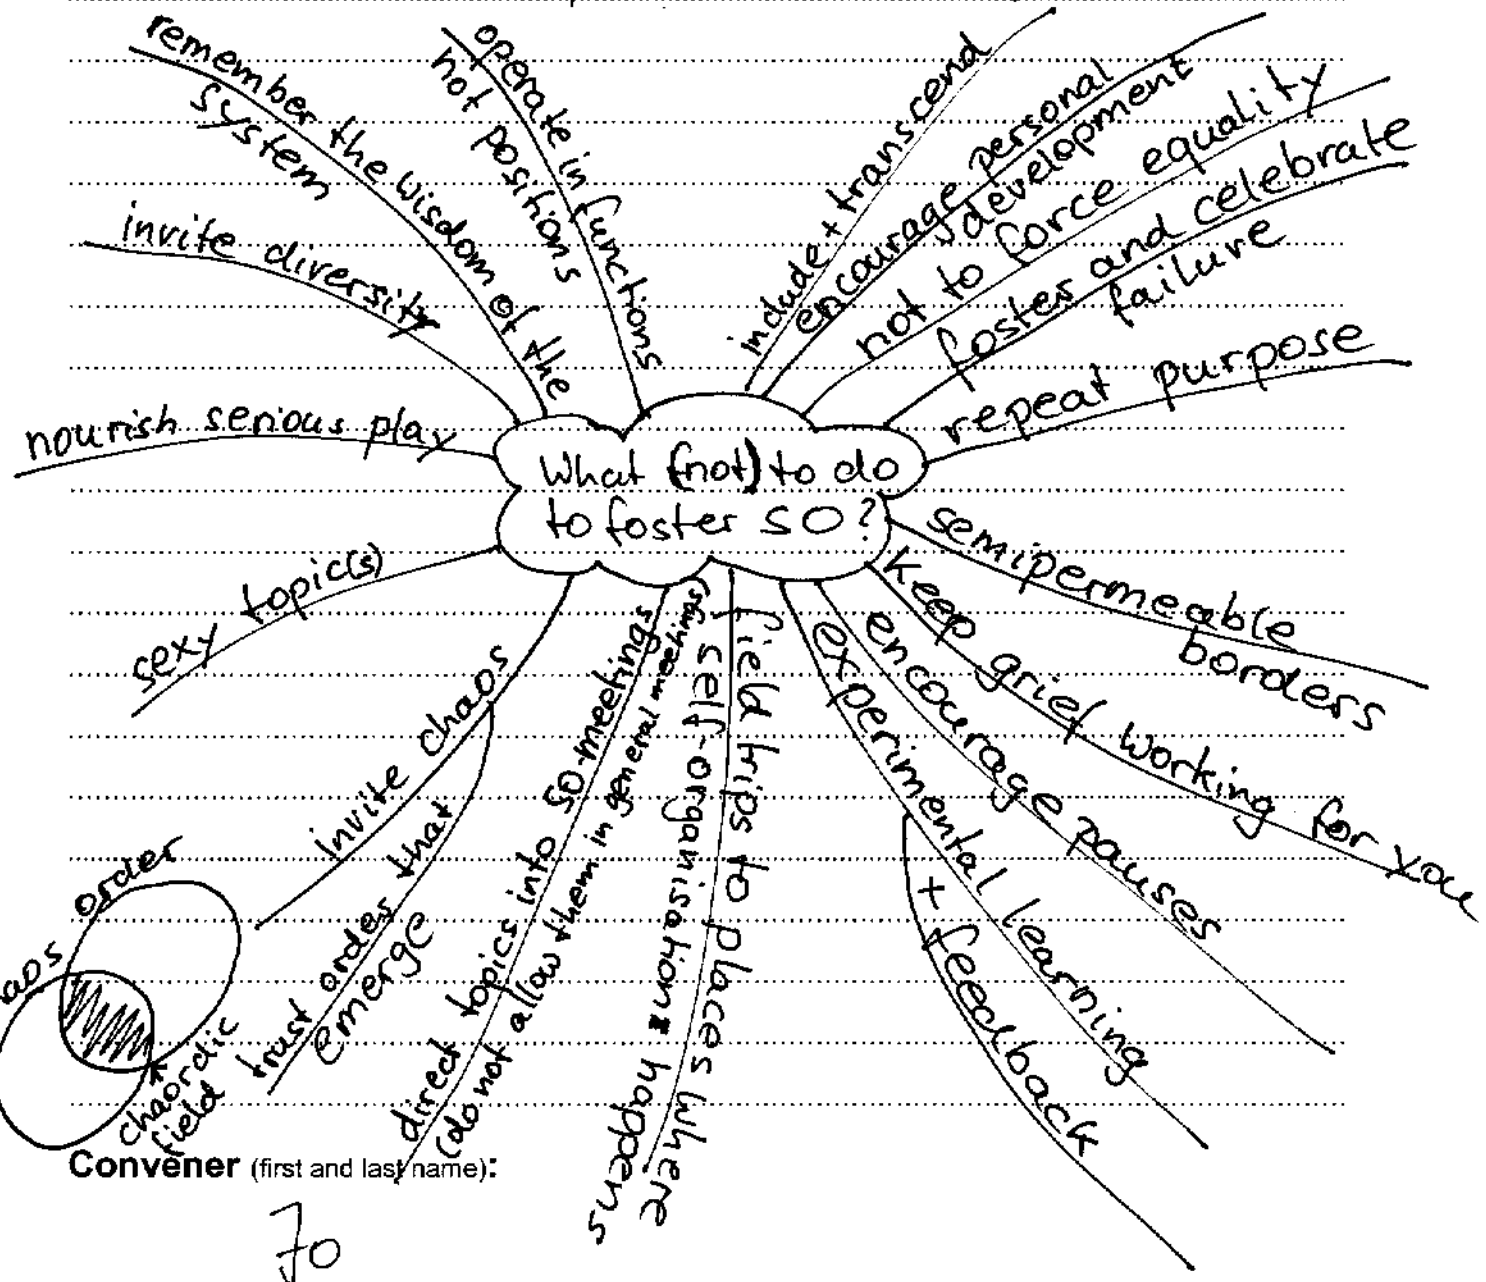 What (not) to do
to foster SO?
operate in functions
not positions
include + transcend
encourage personal
development
not to force equality
foster and celebrate
failure
repeat purpose
semipermeable
borders
keep grief working for you
encourage pauses
experimental learning
+ feedback
field trips to places where
self-organisation happens
direct topics into SO-meetings
(do not allow them in general meetings)
invite chaos
trust order that
emerge
order
aos
chaordic
field
sexy topic(s)
nourish serious play
invite diversity
remember the wisdom of the
system
Convener (first and last name):
Jo